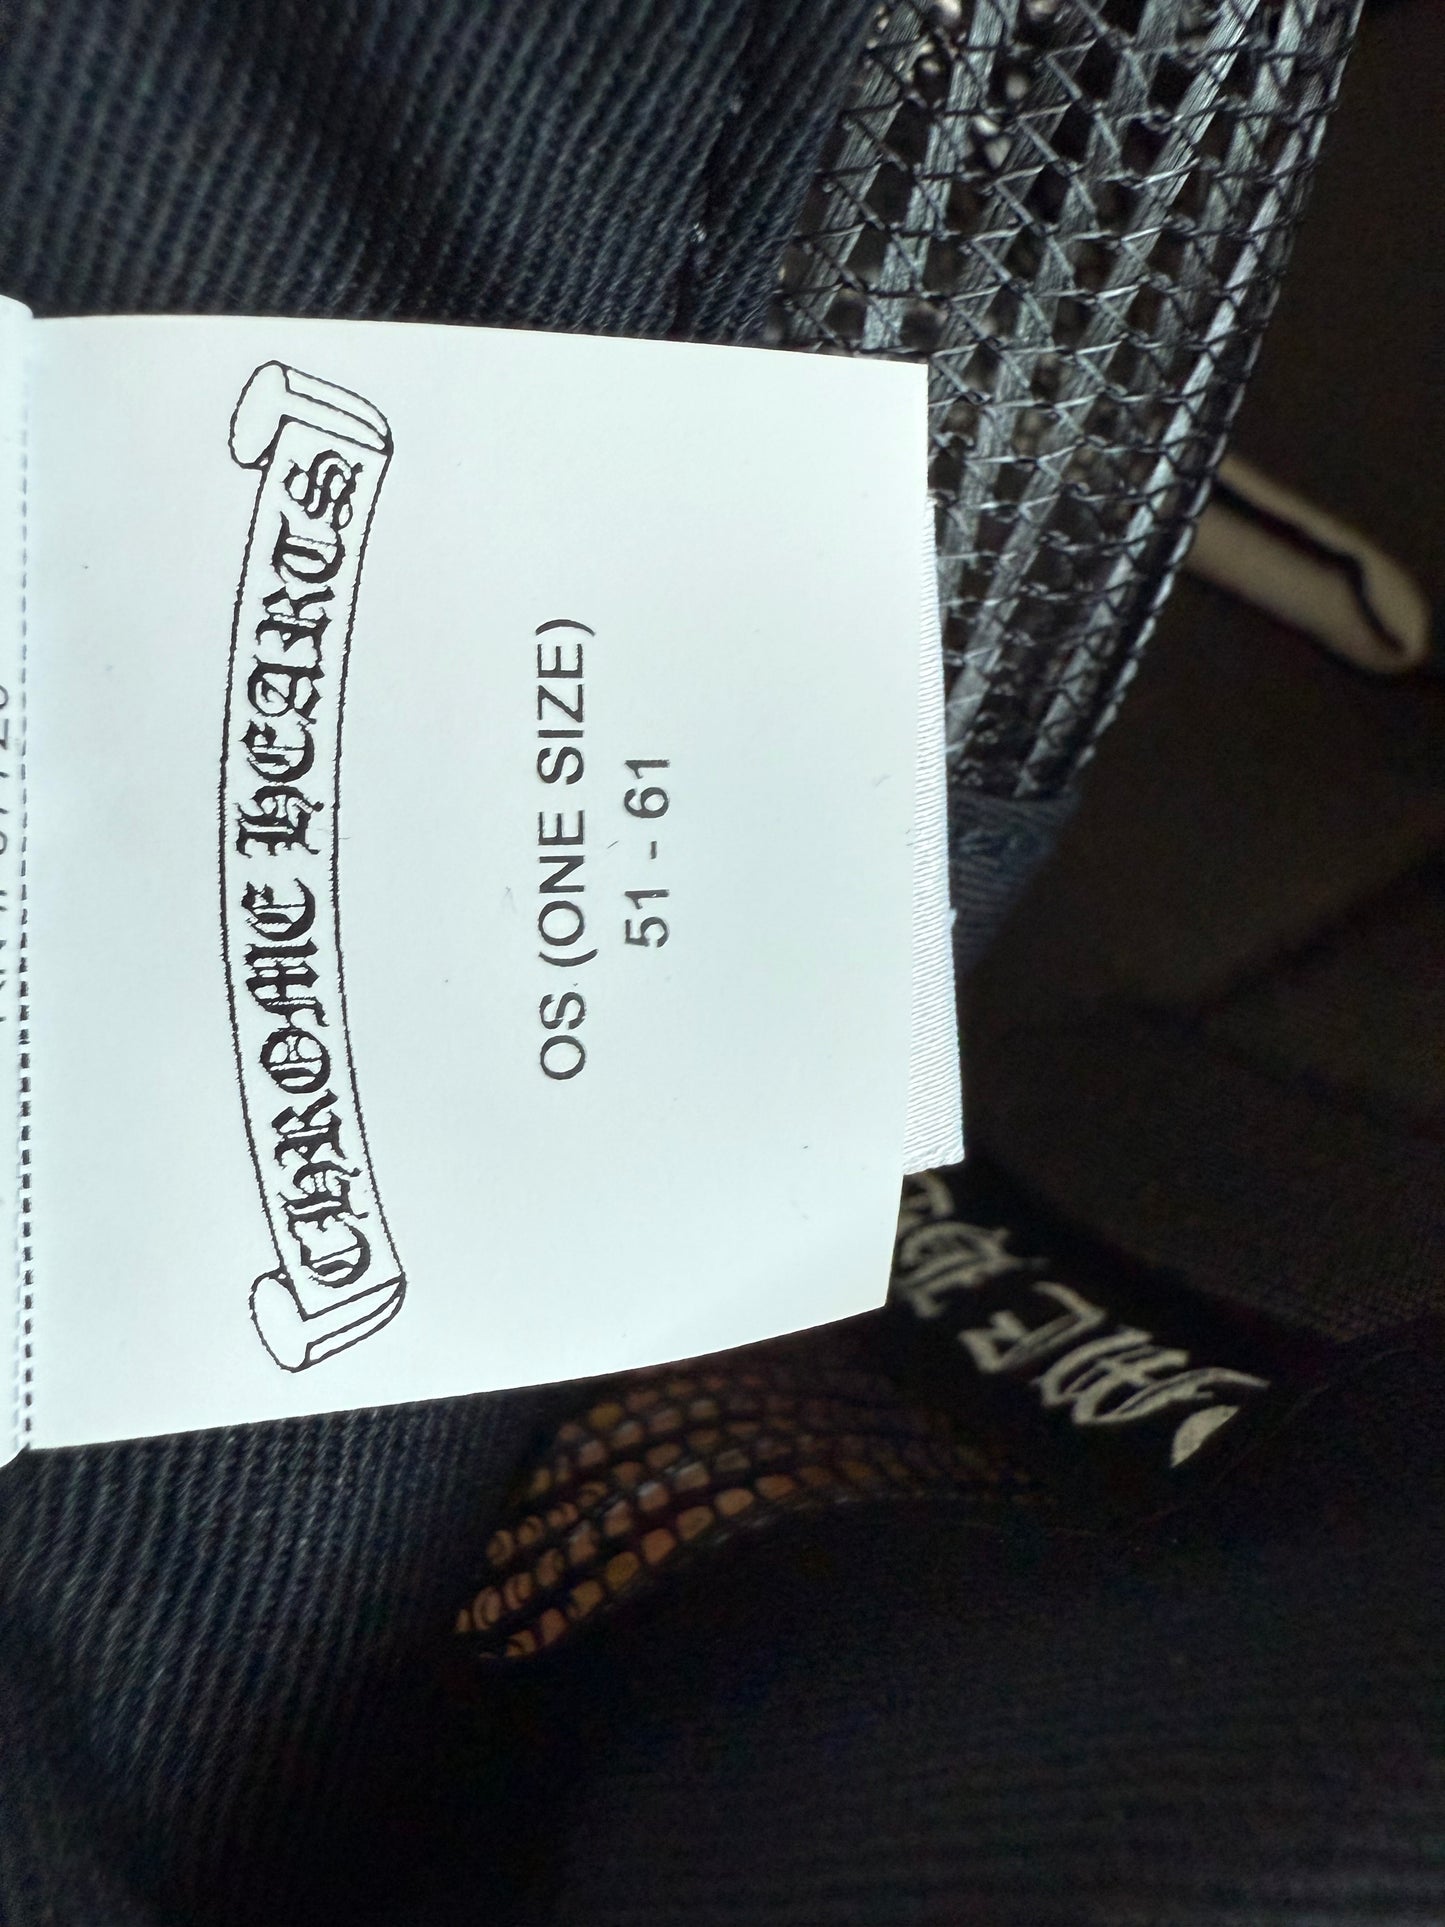 CHROME HEARTS
OS (ONE SIZE)
51 - 61